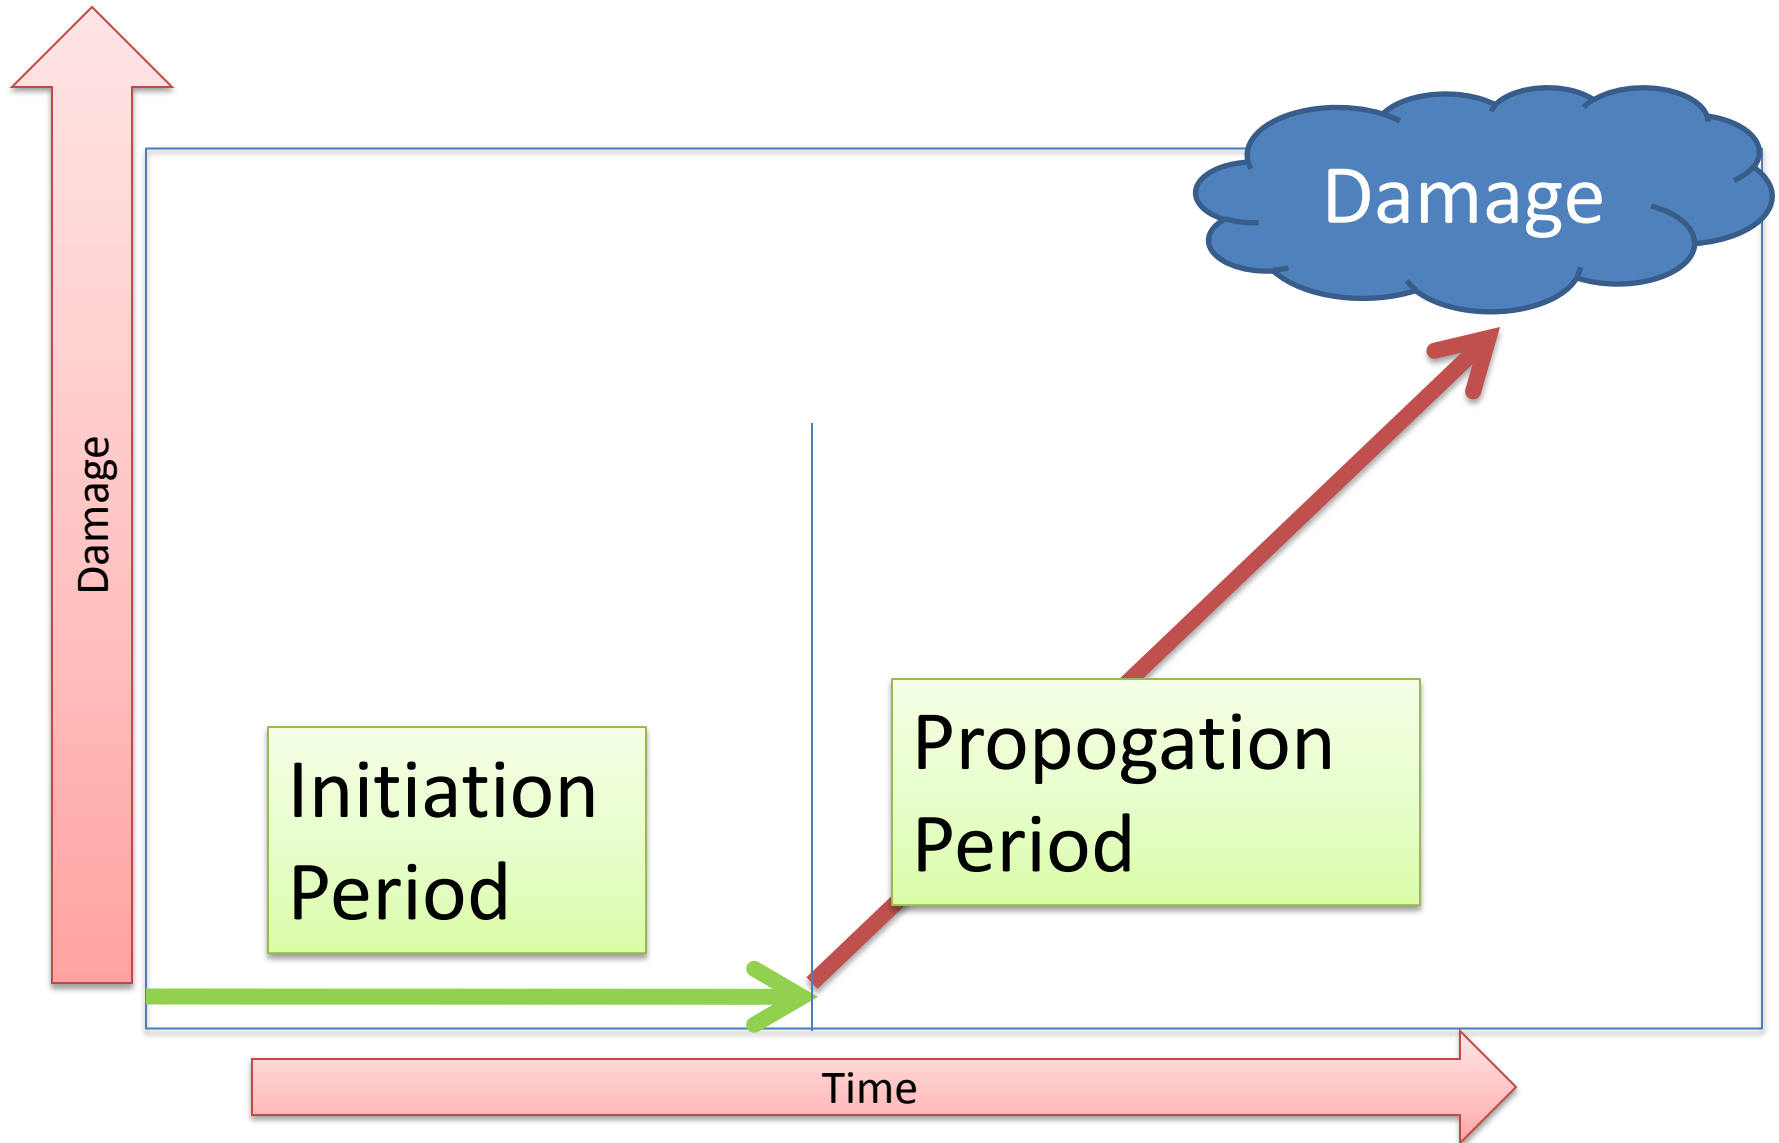 Damage
Damage
Initiation
Period
Propogation
Period
Time